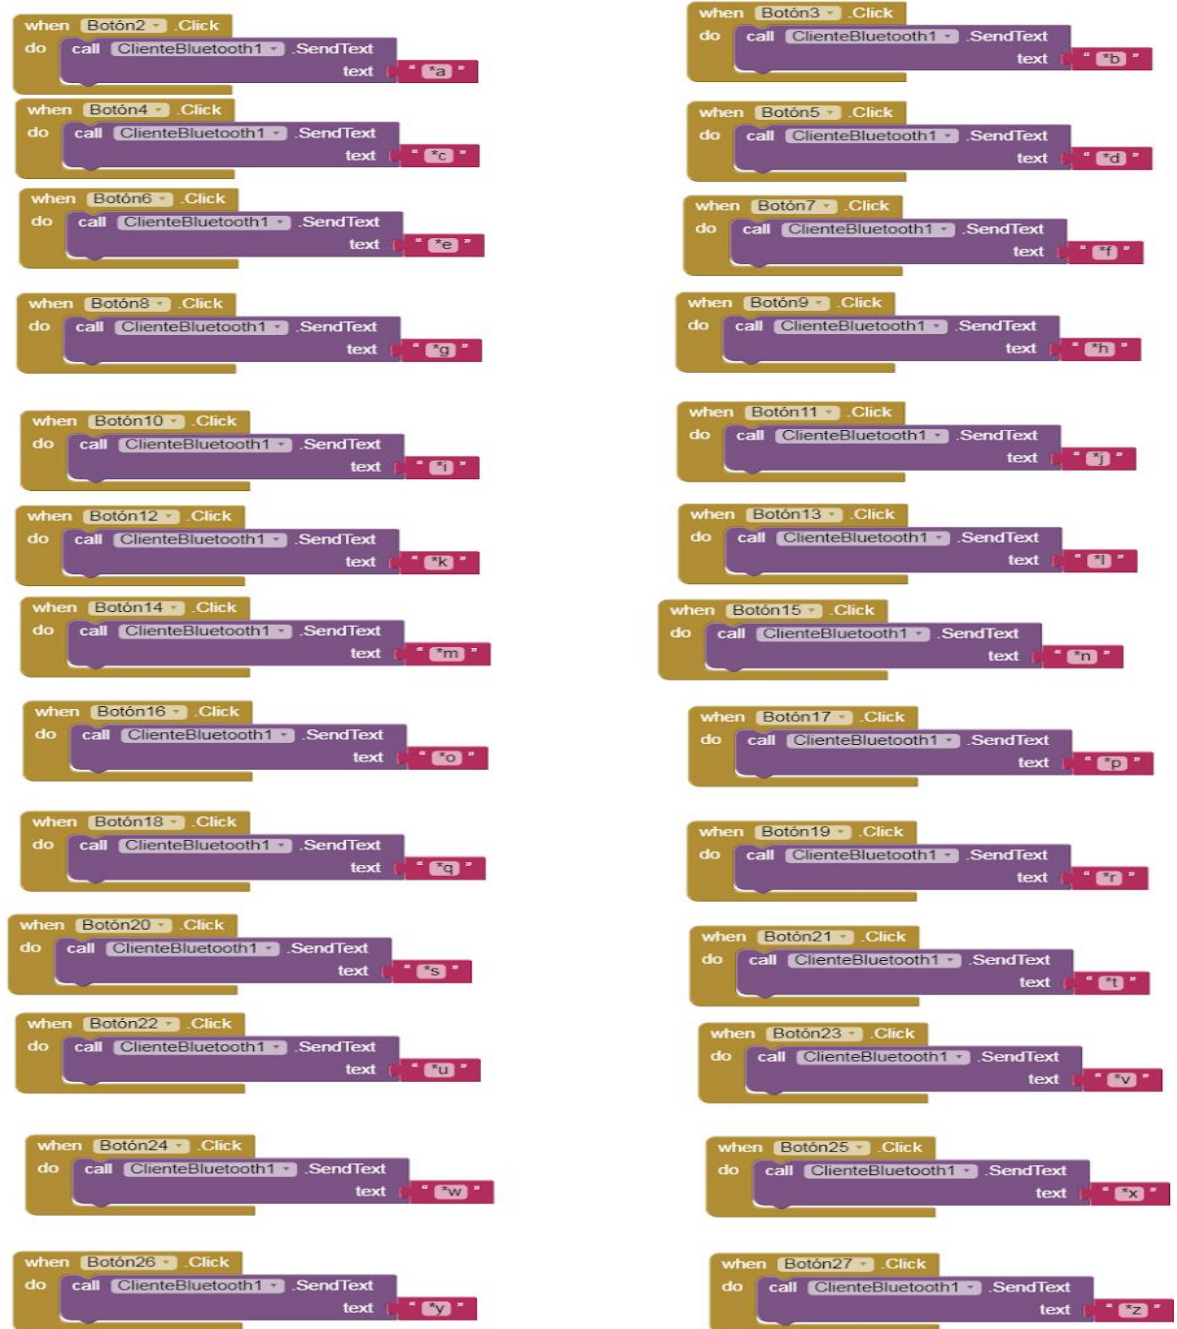 when Botón2 .Click
do call ClienteBluetooth1 .SendText
text " *a "
when Botón3 .Click
do call ClienteBluetooth1 .SendText
text " *b "
when Botón4 .Click
do call ClienteBluetooth1 .SendText
text " *c "
when Botón5 .Click
do call ClienteBluetooth1 .SendText
text " *d "
when Botón6 .Click
do call ClienteBluetooth1 .SendText
text " *e "
when Botón7 .Click
do call ClienteBluetooth1 .SendText
text " *f "
when Botón8 .Click
do call ClienteBluetooth1 .SendText
text " *g "
when Botón9 .Click
do call ClienteBluetooth1 .SendText
text " *h "
when Botón10 .Click
do call ClienteBluetooth1 .SendText
text " *i "
when Botón11 .Click
do call ClienteBluetooth1 .SendText
text " *j "
when Botón12 .Click
do call ClienteBluetooth1 .SendText
text " *k "
when Botón13 .Click
do call ClienteBluetooth1 .SendText
text " *l "
when Botón14 .Click
do call ClienteBluetooth1 .SendText
text " *m "
when Botón15 .Click
do call ClienteBluetooth1 .SendText
text " *n "
when Botón16 .Click
do call ClienteBluetooth1 .SendText
text " *o "
when Botón17 .Click
do call ClienteBluetooth1 .SendText
text " *p "
when Botón18 .Click
do call ClienteBluetooth1 .SendText
text " *q "
when Botón19 .Click
do call ClienteBluetooth1 .SendText
text " *r "
when Botón20 .Click
do call ClienteBluetooth1 .SendText
text " *s "
when Botón21 .Click
do call ClienteBluetooth1 .SendText
text " *t "
when Botón22 .Click
do call ClienteBluetooth1 .SendText
text " *u "
when Botón23 .Click
do call ClienteBluetooth1 .SendText
text " *v "
when Botón24 .Click
do call ClienteBluetooth1 .SendText
text " *w "
when Botón25 .Click
do call ClienteBluetooth1 .SendText
text " *x "
when Botón26 .Click
do call ClienteBluetooth1 .SendText
text " *y "
when Botón27 .Click
do call ClienteBluetooth1 .SendText
text " *z "